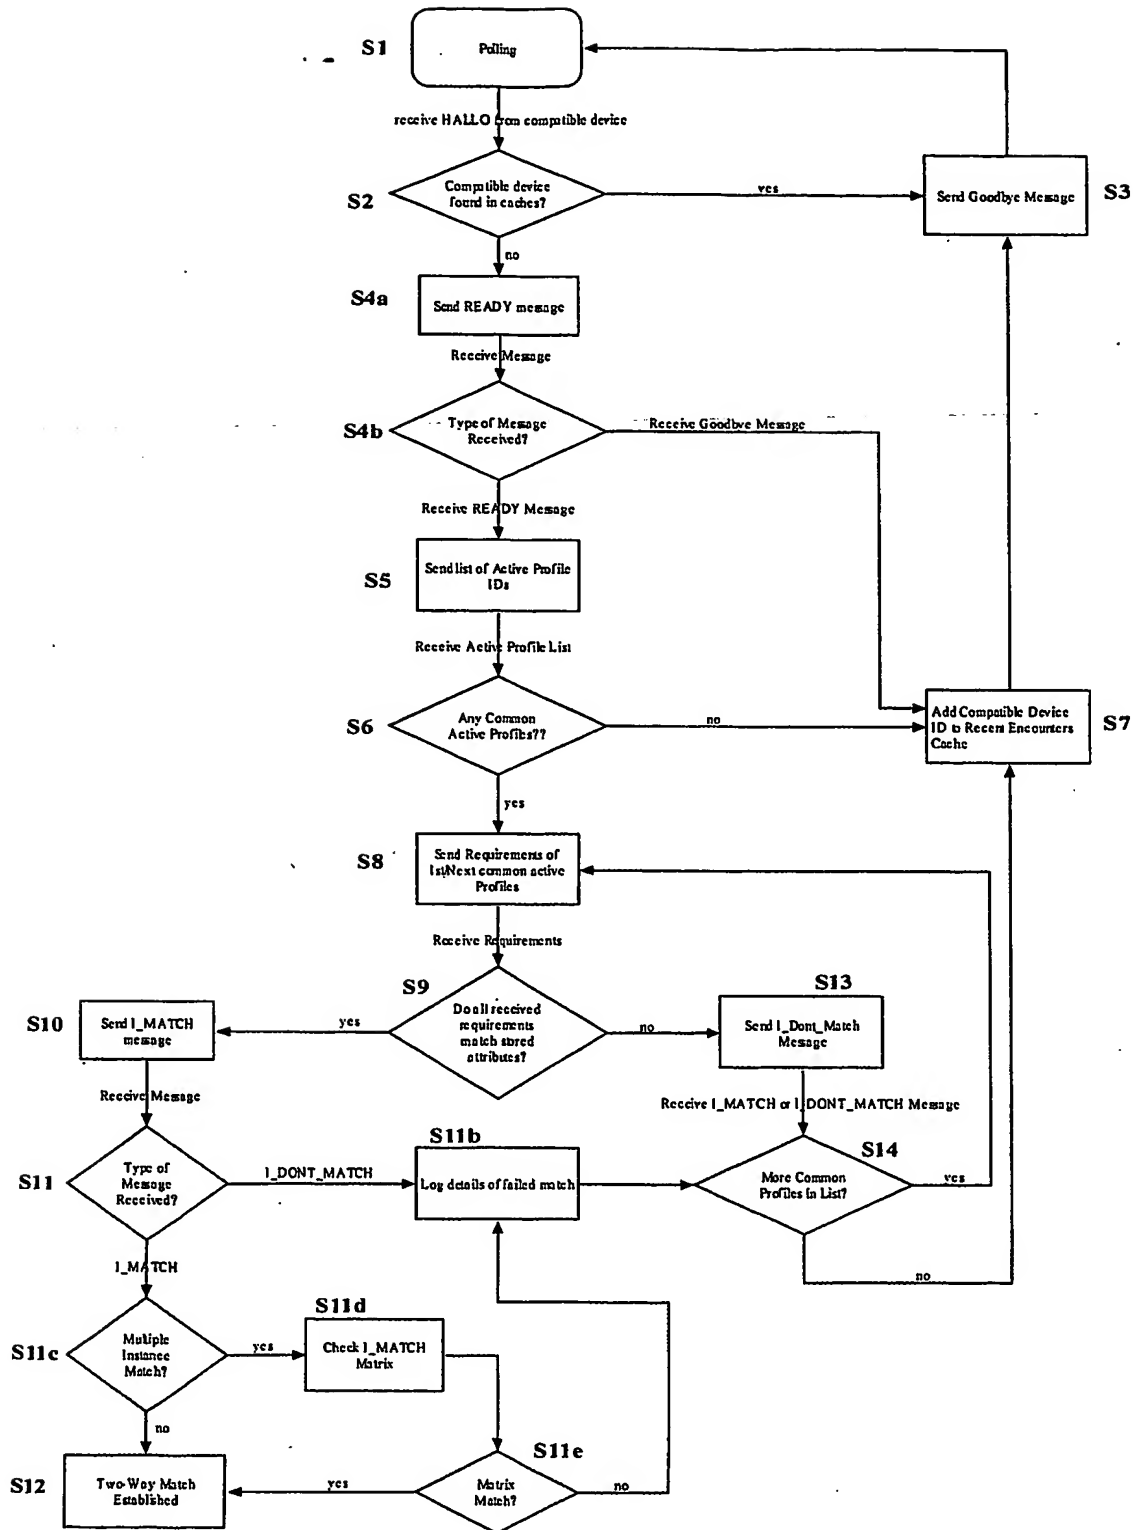 S1
Polling
receive HALLO from compatible device
S2
Compatible device
found in caches?
yes
Send Goodbye Message
S3
no
S4a
Send READY message
Receive Message
S4b
Type of Message
Received?
Receive Goodbye Message
Receive READY Message
S5
Send list of Active Profile
IDs
Receive Active Profile List
S6
Any Common
Active Profiles??
no
Add Compatible Device
ID to Recent Encounters
Cache
S7
yes
S8
Send Requirements of
1st/Next common active
Profiles
Receive Requirements
S9
Do all received
requirements
match stored
attributes?
yes
S10
Send I_MATCH
message
no
S13
Send I_Dont_Match
Message
Receive Message
Receive I_MATCH or I_DONT_MATCH Message
S11
Type of
Message
Received?
I_DONT_MATCH
S11b
Log details of failed match
S14
More Common
Profiles in List?
yes
no
I_MATCH
S11c
Multiple
Instance
Match?
yes
S11d
Check I_MATCH
Matrix
no
S11e
Matrix
Match?
no
yes
S12
Two-Way Match
Established